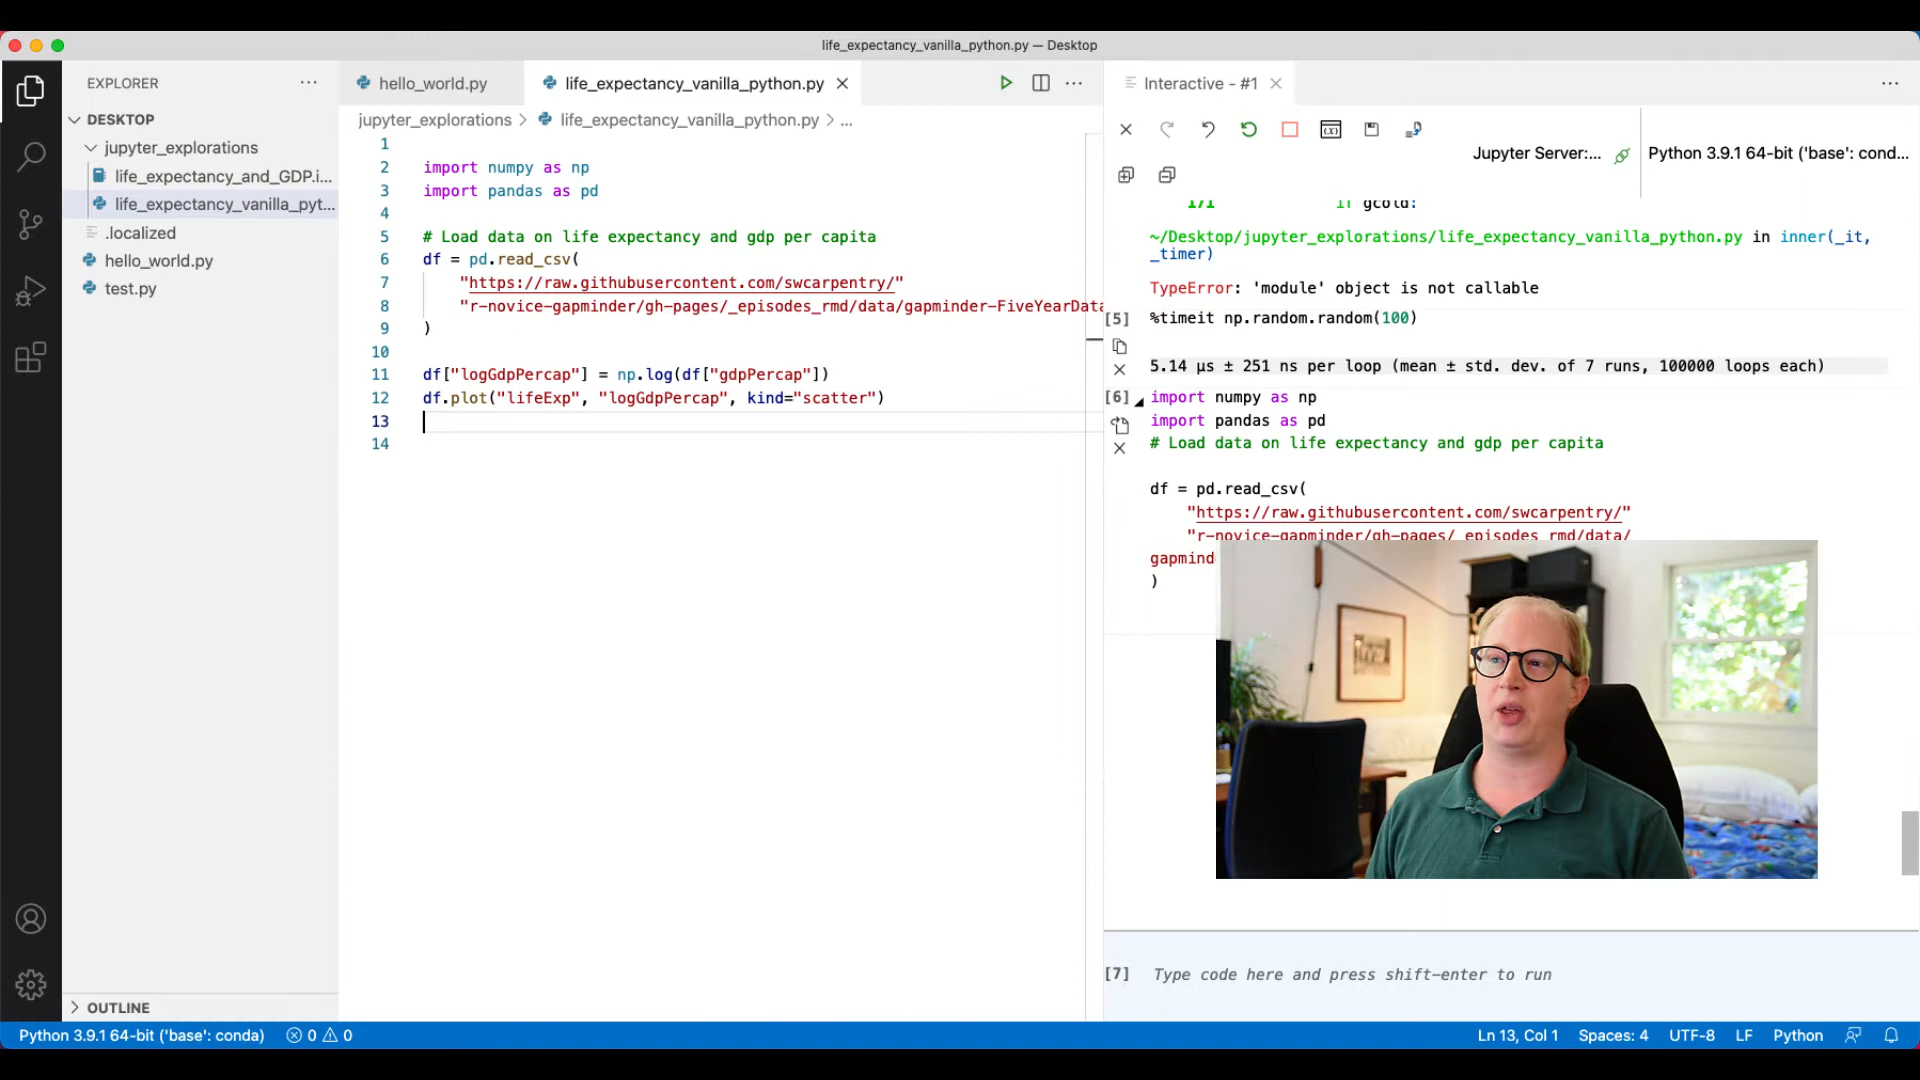 life_expectancy_vanilla_python.py — Desktop
EXPLORER
DESKTOP
jupyter_explorations
life_expectancy_and_GDP.i...
life_expectancy_vanilla_pyt...
.localized
hello_world.py
test.py
OUTLINE
hello_world.py
life_expectancy_vanilla_python.py
jupyter_explorations > life_expectancy_vanilla_python.py > ...
1
2 import numpy as np
3 import pandas as pd
4
5 # Load data on life expectancy and gdp per capita
6 df = pd.read_csv(
7 "https://raw.githubusercontent.com/swcarpentry/"
8 "r-novice-gapminder/gh-pages/_episodes_rmd/data/gapminder-FiveYearData
9 )
10
11 df["logGdpPercap"] = np.log(df["gdpPercap"])
12 df.plot("lifeExp", "logGdpPercap", kind="scatter")
13
14
Interactive - #1
Jupyter Server:...
Python 3.9.1 64-bit ('base': cond...
171 if gcold:
~/Desktop/jupyter_explorations/life_expectancy_vanilla_python.py in inner(_it,
_timer)
TypeError: 'module' object is not callable
[5] %timeit np.random.random(100)
5.14 µs ± 251 ns per loop (mean ± std. dev. of 7 runs, 100000 loops each)
[6] import numpy as np
import pandas as pd
# Load data on life expectancy and gdp per capita
df = pd.read_csv(
"https://raw.githubusercontent.com/swcarpentry/"
"r-novice-gapminder/gh-pages/_episodes_rmd/data/
gapmind
)
[7] Type code here and press shift-enter to run
Python 3.9.1 64-bit ('base': conda) 0 0
Ln 13, Col 1 Spaces: 4 UTF-8 LF Python